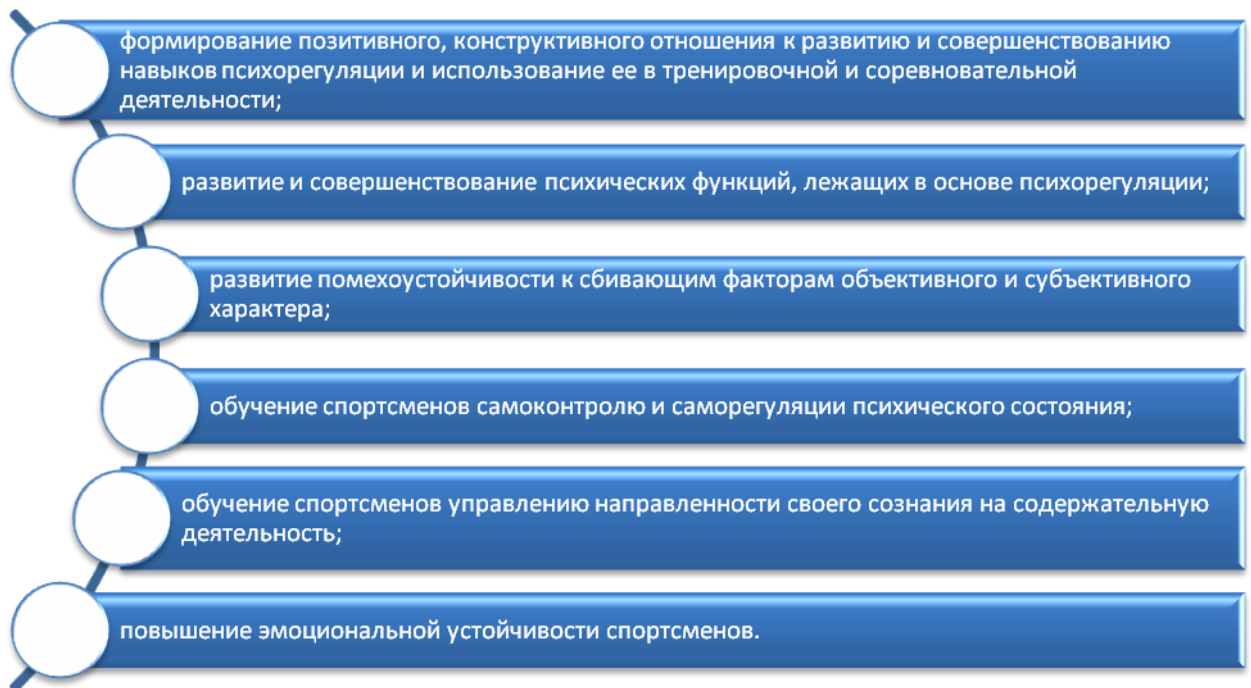 формирование позитивного, конструктивного отношения к развитию и совершенствованию
навыков психорегуляции и использование ее в тренировочной и соревновательной
деятельности;
развитие и совершенствование психических функций, лежащих в основе психорегуляции;
развитие помехоустойчивости к сбивающим факторам объективного и субъективного
характера;
обучение спортсменов самоконтролю и саморегуляции психического состояния;
обучение спортсменов управлению направленности своего сознания на содержательную
деятельность;
повышение эмоциональной устойчивости спортсменов.